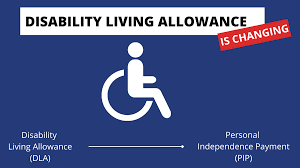 DISABILITY LIVING ALLOWANCE
IS CHANGING
Disability
Living Allowance
(DLA)
Personal
Independence Payment
(PIP)